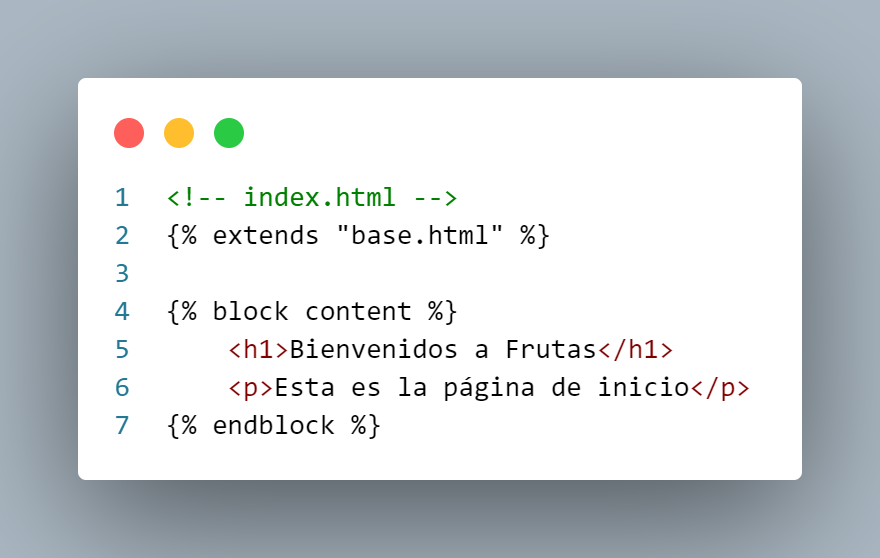 1 <!-- index.html -->
2 {% extends "base.html" %}
3
4 {% block content %}
5     <h1>Bienvenidos a Frutas</h1>
6     <p>Esta es la página de inicio</p>
7 {% endblock %}